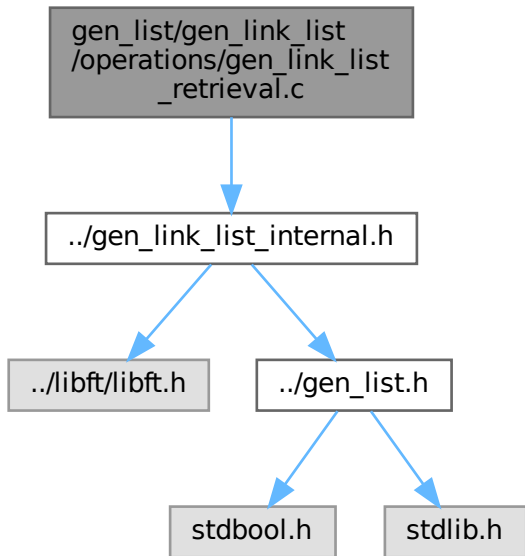 gen_list/gen_link_list
/operations/gen_link_list
_retrieval.c
../gen_link_list_internal.h
../libft/libft.h
../gen_list.h
stdbool.h
stdlib.h